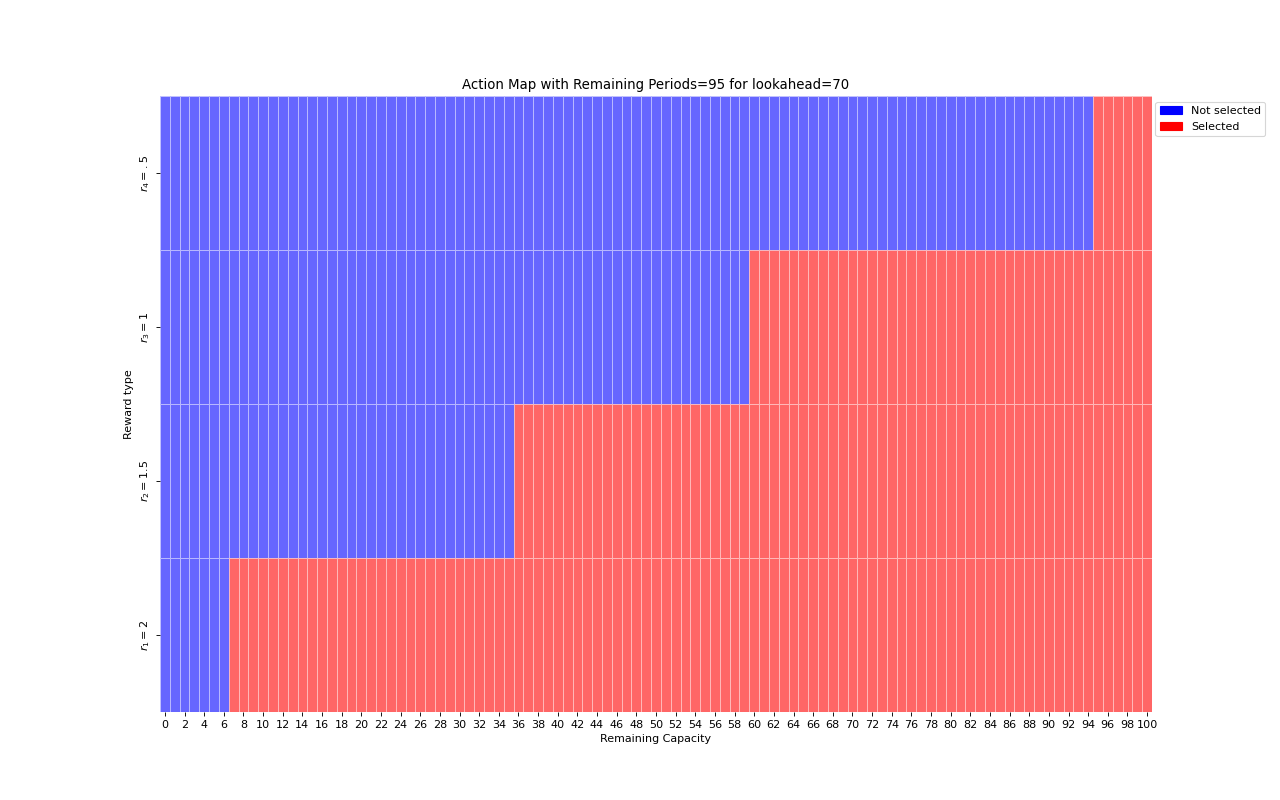 Action Map with Remaining Periods=95 for lookahead=70
Not selected
Selected
r₄ = .5
r₃ = 1
r₂ = 1.5
r₁ = 2
Reward type
0 2 4 6 8 10 12 14 16 18 20 22 24 26 28 30 32 34 36 38 40 42 44 46 48 50 52 54 56 58 60 62 64 66 68 70 72 74 76 78 80 82 84 86 88 90 92 94 96 98 100
Remaining Capacity